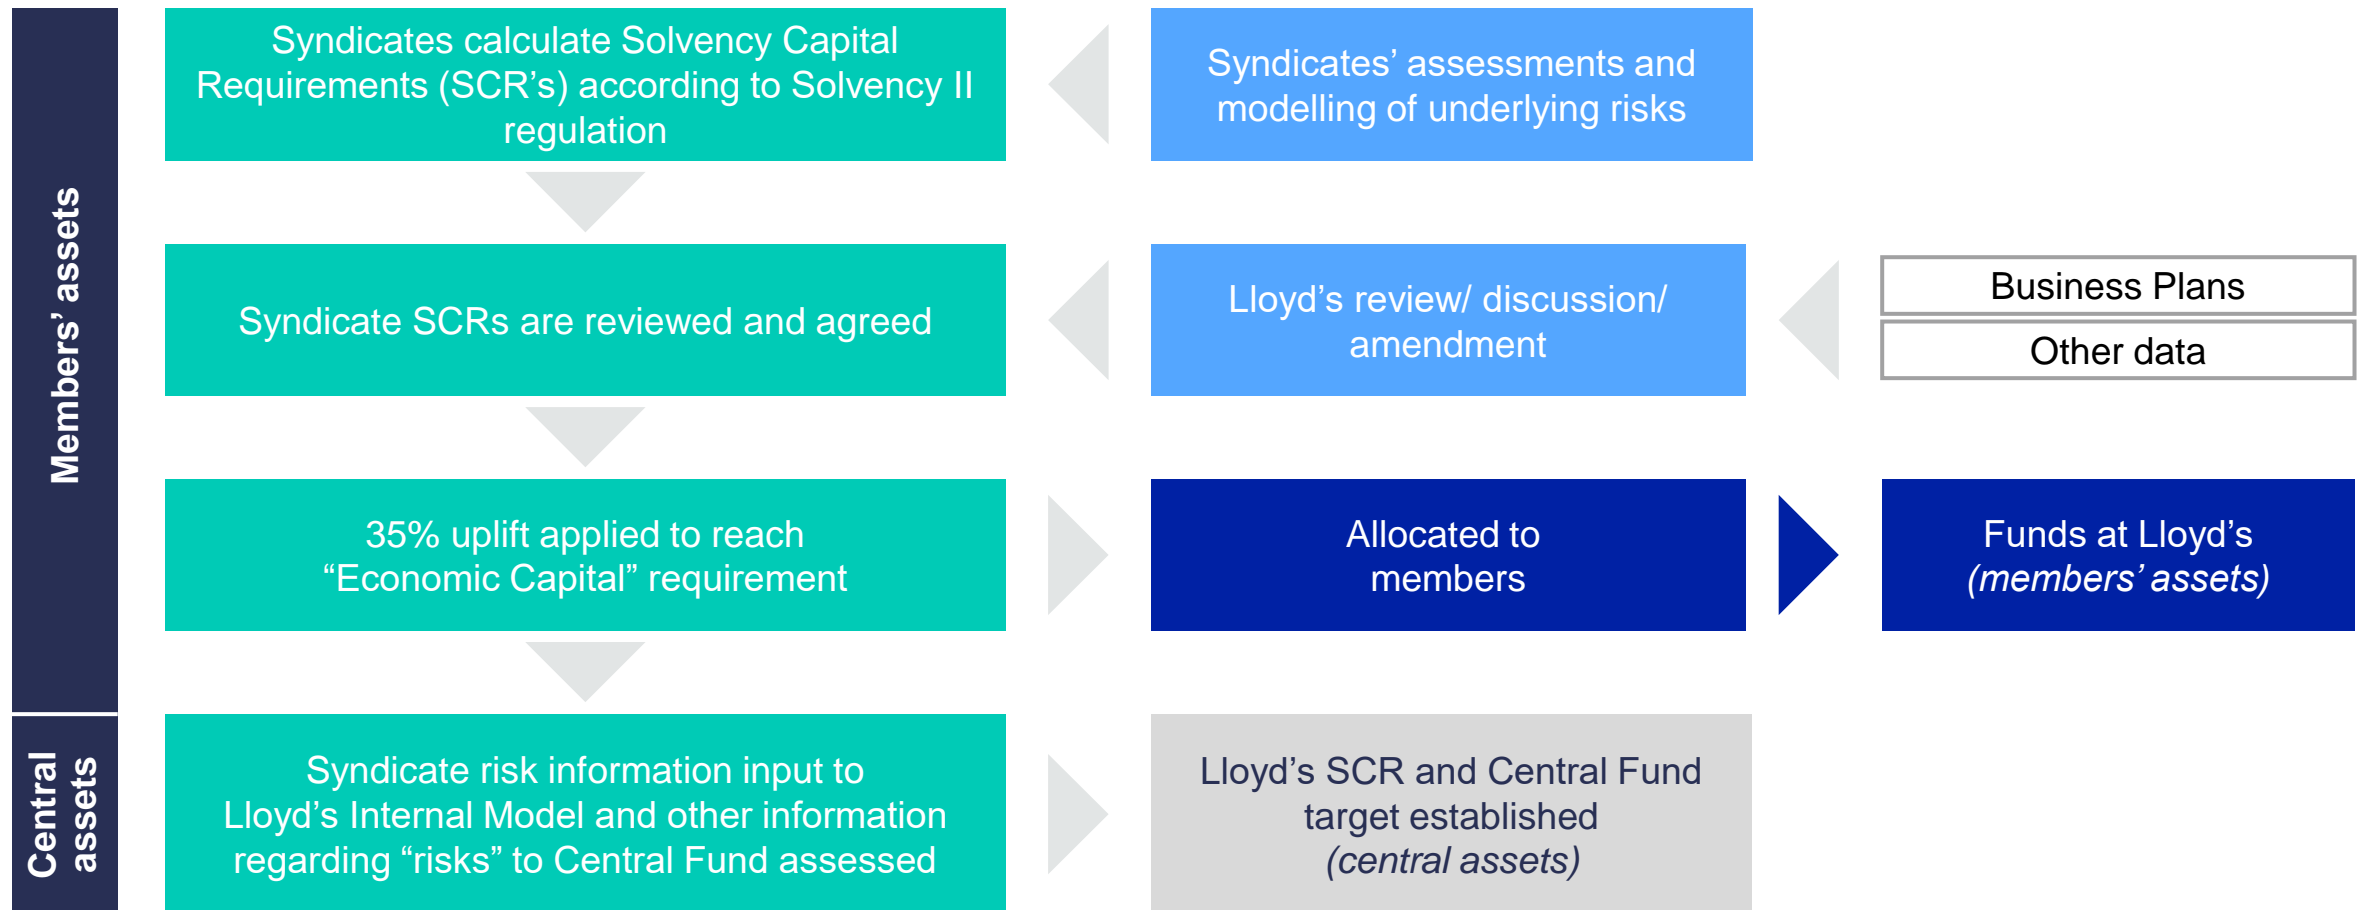 Members’ assets
Syndicates calculate Solvency Capital
Requirements (SCR’s) according to Solvency II
regulation
Syndicates’ assessments and
modelling of underlying risks
Syndicate SCRs are reviewed and agreed
Lloyd’s review/ discussion/
amendment
Business Plans
Other data
35% uplift applied to reach
“Economic Capital” requirement
Allocated to
members
Funds at Lloyd’s
(members’ assets)
Central
assets
Syndicate risk information input to
Lloyd’s Internal Model and other information
regarding “risks” to Central Fund assessed
Lloyd’s SCR and Central Fund
target established
(central assets)